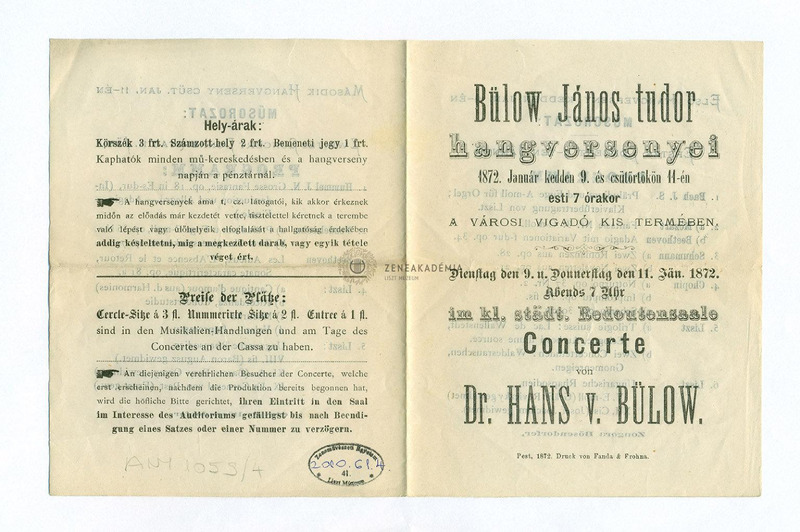 Hely-árak:
Körszék 3 frt. Számzott-hely 2 frt. Bemeneti jegy 1 frt.
Kaphatók minden mű-kereskedésben és a hangverseny
napján a pénztárnál.
A hangversenyek ama t. cz. látogatói, kik akkor érkeznek
midőn az előadás már kezdetét vette, tisztelettel kéretnek a terembe
való lépést vagy ülőhelyeik elfoglalását a hallgatóság érdekében
addig késleltetni, mig a megkezdett darab, vagy egyik tétele
véget ért.
Preise der Plätze:
Cercle-Sitze á 3 fl. Nummerirte Sitze á 2 fl. Entree á 1 fl.
sind in den Musikalien-Handlungen und am Tage des
Concertes an der Cassa zu haben.
An diejenigen verehrlichen Besucher der Concerte, welche
erst erscheinen, nachdem die Produktion bereits begonnen hat,
wird die höfliche Bitte gerichtet, ihren Eintritt in den Saal
im Interesse des Auditoriums gefälligst bis nach Beendi-
gung eines Satzes oder einer Nummer zu verzögern.
ANY 1053/4
2010.61.4
41.
Liszt Múzeum
ZENEAKADÉMIA
LISZT MÚZEUM
Bülow János tudor
hangversenyei
1872. Január kedden 9. és csütörtökön 11-én
esti 7 órakor
A VÁROSI VIGADÓ KIS TERMÉBEN.
Dienstag den 9. u. Donnerstag den 11. Jän. 1872.
Abends 7 Uhr
im kl. städt. Redoutensaale
Concerte
von
Dr. HANS v. BÜLOW.
Pest, 1872. Druck von Fanda & Frohna.